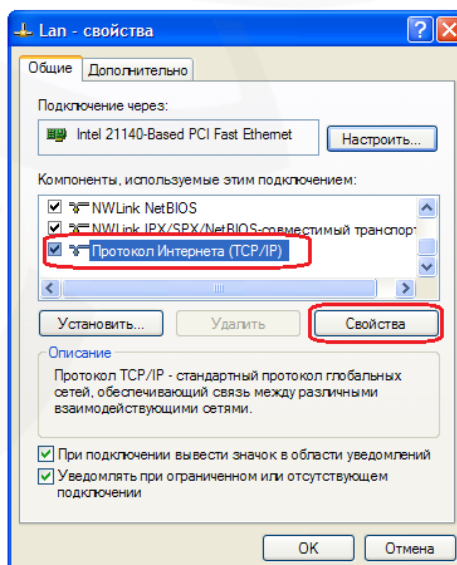 Lan - свойства
Общие
Дополнительно
Подключение через:
Intel 21140-Based PCI Fast Ethernet
Настроить...
Компоненты, используемые этим подключением:
NWLink NetBIOS
NWLink IPX/SPX/NetBIOS-совместимый транспор
Протокол Интернета (TCP/IP)
Установить...
Удалить
Свойства
Описание
Протокол TCP/IP - стандартный протокол глобальных
сетей, обеспечивающий связь между различными
взаимодействующими сетями.
При подключении вывести значок в области уведомлений
Уведомлять при ограниченном или отсутствующем
подключении
OK
Отмена